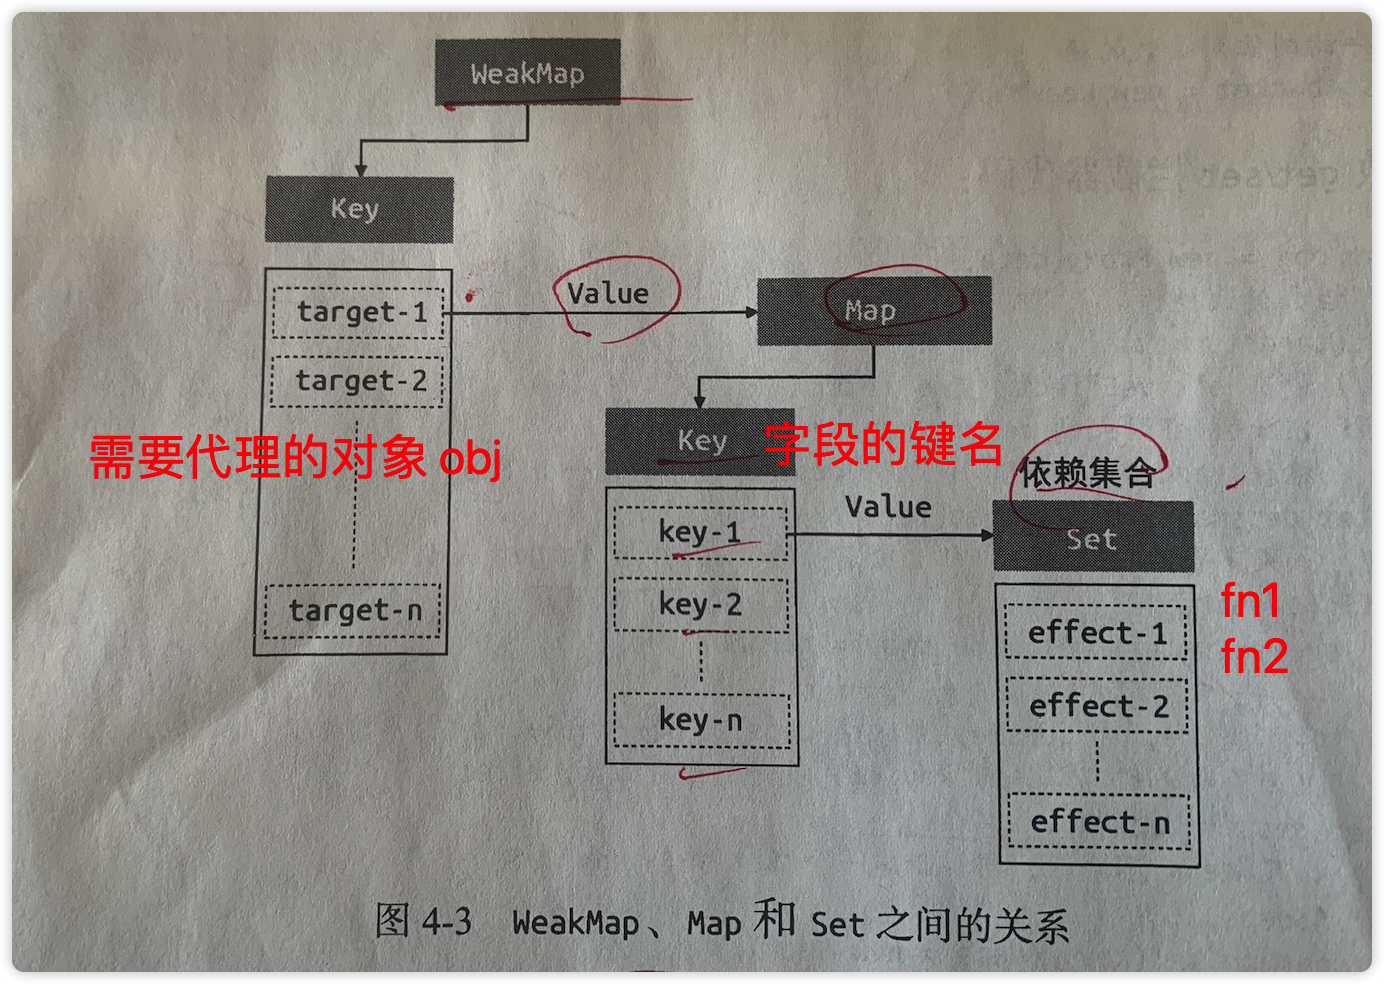 WeakMap
Key
target-1
Value
Map
target-2
需要代理的对象 obj
Key
字段的键名
依赖集合
key-1
Value
Set
target-n
key-2
effect-1
fn1
fn2
key-n
effect-2
effect-n
图 4-3 WeakMap、Map 和 Set 之间的关系